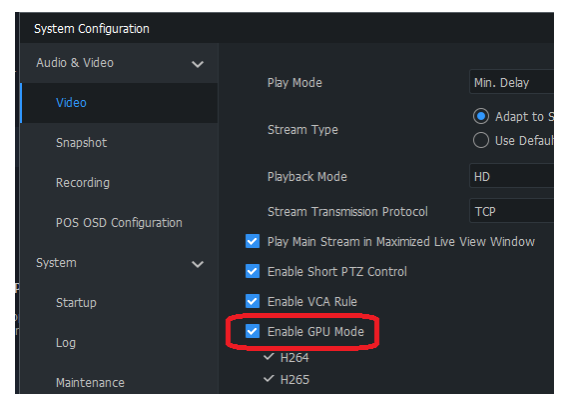 System Configuration
Audio & Video
Video
Snapshot
Recording
POS OSD Configuration
System
Startup
Log
Maintenance
Play Mode
Min. Delay
Stream Type
Adapt to S
Use Defau
Playback Mode
HD
Stream Transmission Protocol
TCP
Play Main Stream in Maximized Live View Window
Enable Short PTZ Control
Enable VCA Rule
Enable GPU Mode
H264
H265